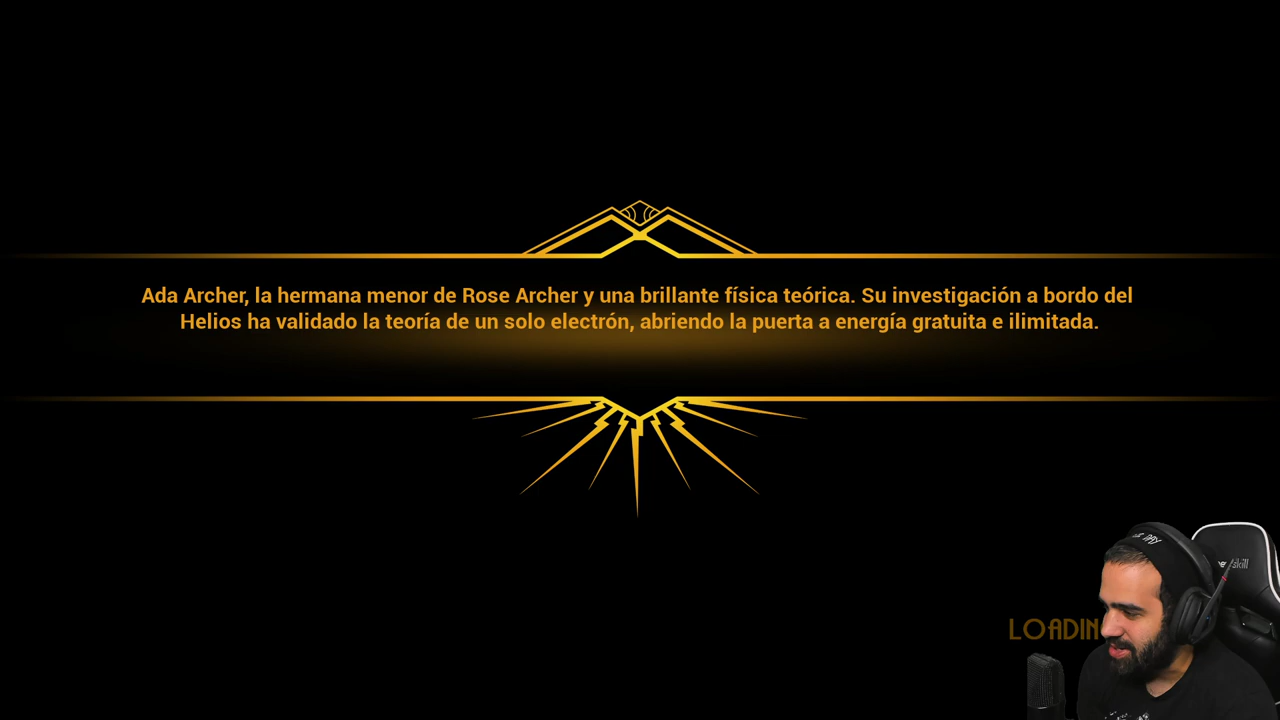 Ada Archer, la hermana menor de Rose Archer y una brillante física teórica. Su investigación a bordo del
Helios ha validado la teoría de un solo electrón, abriendo la puerta a energía gratuita e ilimitada.
LOADIN